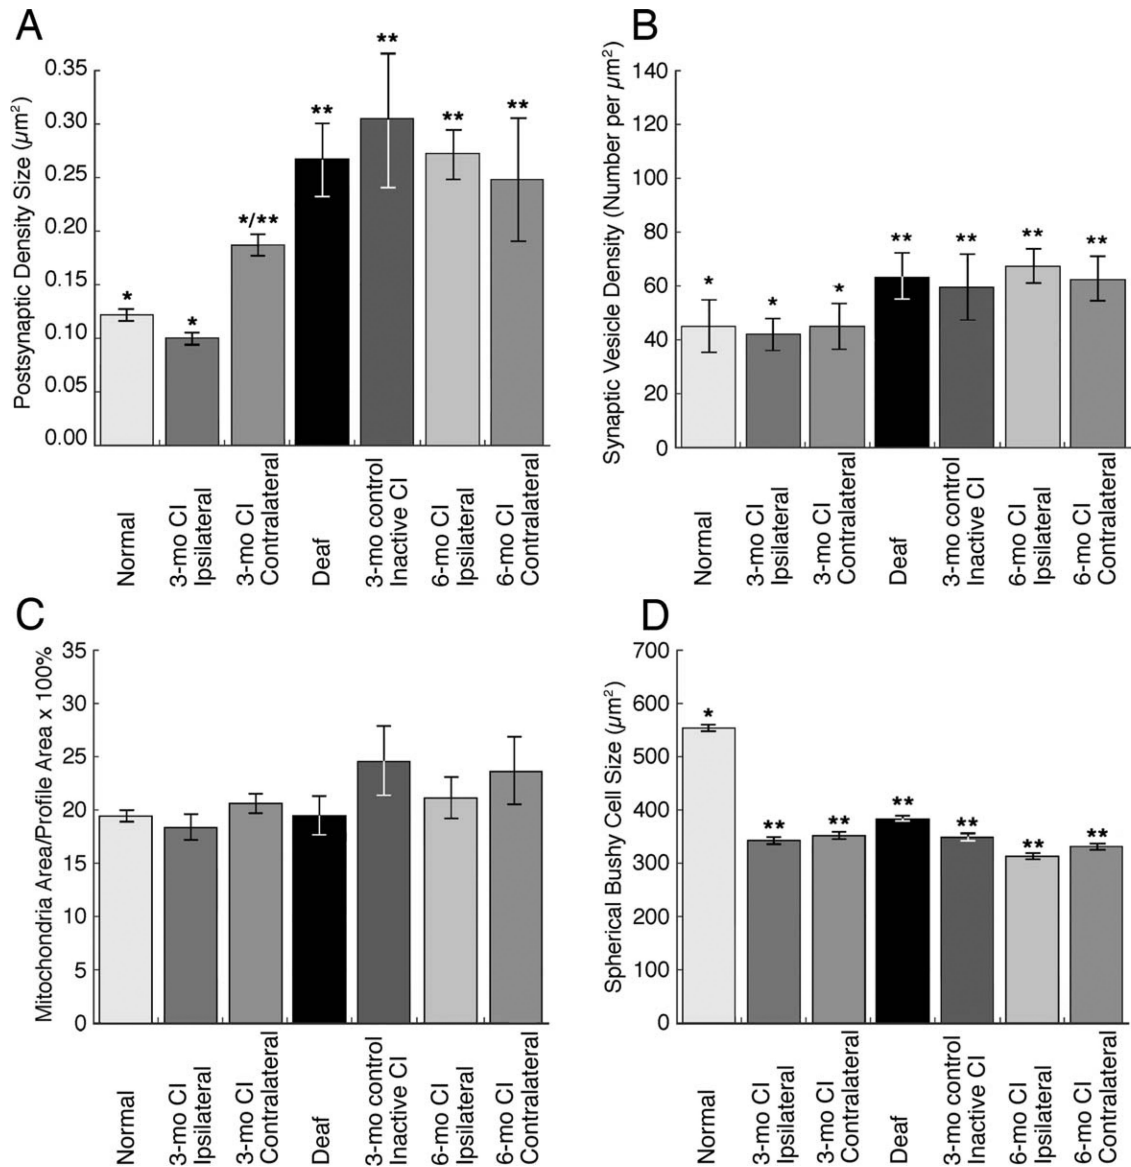 A
Postsynaptic Density Size (µm²)
0.35
0.30
0.25
0.20
0.15
0.10
0.05
0.00
*
*
*/**
**
**
**
**
Normal
3-mo CI
Ipsilateral
3-mo CI
Contralateral
Deaf
3-mo control
Inactive CI
6-mo CI
Ipsilateral
6-mo CI
Contralateral
B
Synaptic Vesicle Density (Number per µm²)
140
120
100
80
60
40
20
0
*
*
*
**
**
**
**
Normal
3-mo CI
Ipsilateral
3-mo CI
Contralateral
Deaf
3-mo control
Inactive CI
6-mo CI
Ipsilateral
6-mo CI
Contralateral
C
Mitochondria Area/Profile Area x 100%
35
30
25
20
15
10
5
0
Normal
3-mo CI
Ipsilateral
3-mo CI
Contralateral
Deaf
3-mo control
Inactive CI
6-mo CI
Ipsilateral
6-mo CI
Contralateral
D
Spherical Bushy Cell Size (µm²)
700
600
500
400
300
200
100
0
*
**
**
**
**
**
**
Normal
3-mo CI
Ipsilateral
3-mo CI
Contralateral
Deaf
3-mo control
Inactive CI
6-mo CI
Ipsilateral
6-mo CI
Contralateral